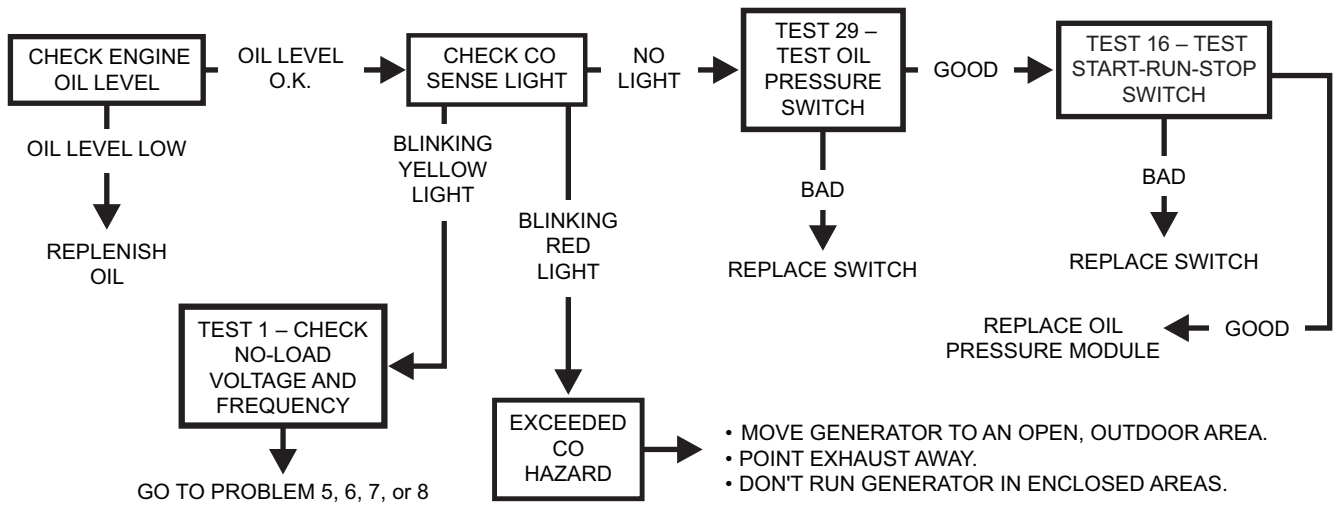 CHECK ENGINE
OIL LEVEL
OIL LEVEL
O.K.
CHECK CO
SENSE LIGHT
NO
LIGHT
TEST 29 –
TEST OIL
PRESSURE
SWITCH
GOOD
TEST 16 – TEST
START-RUN-STOP
SWITCH
OIL LEVEL LOW
REPLENISH
OIL
BLINKING
YELLOW
LIGHT
BLINKING
RED
LIGHT
BAD
REPLACE SWITCH
BAD
REPLACE SWITCH
GOOD
REPLACE OIL
PRESSURE MODULE
TEST 1 – CHECK
NO-LOAD
VOLTAGE AND
FREQUENCY
GO TO PROBLEM 5, 6, 7, or 8
EXCEEDED
CO
HAZARD
• MOVE GENERATOR TO AN OPEN, OUTDOOR AREA.
• POINT EXHAUST AWAY.
• DON'T RUN GENERATOR IN ENCLOSED AREAS.